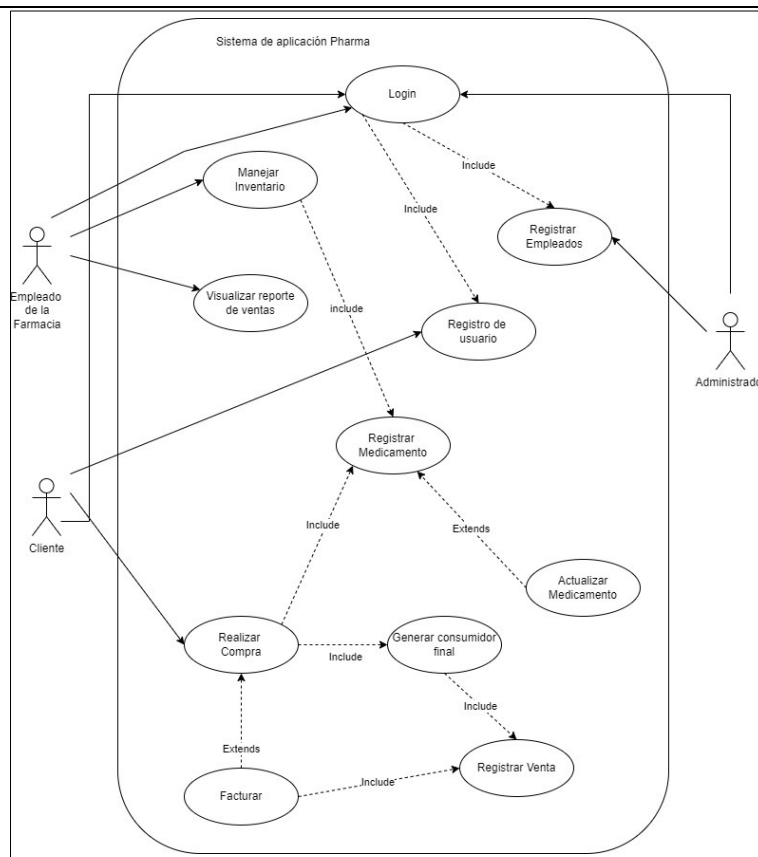 Sistema de aplicación Pharma
Login
Include
Manejar
Inventario
Include
Registrar
Empleados
Empleado
de la
Farmacia
Visualizar reporte
de ventas
include
Registro de
usuario
Administrado
Registrar
Medicamento
Cliente
Include
Extends
Actualizar
Medicamento
Realizar
Compra
Include
Generar consumidor
final
Include
Extends
Facturar
Include
Registrar Venta